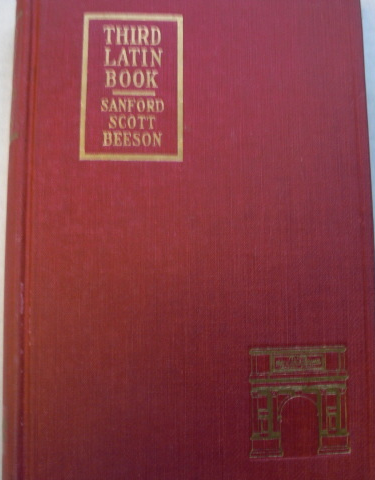 THIRD
LATIN
BOOK
SANFORD
SCOTT
BEESON